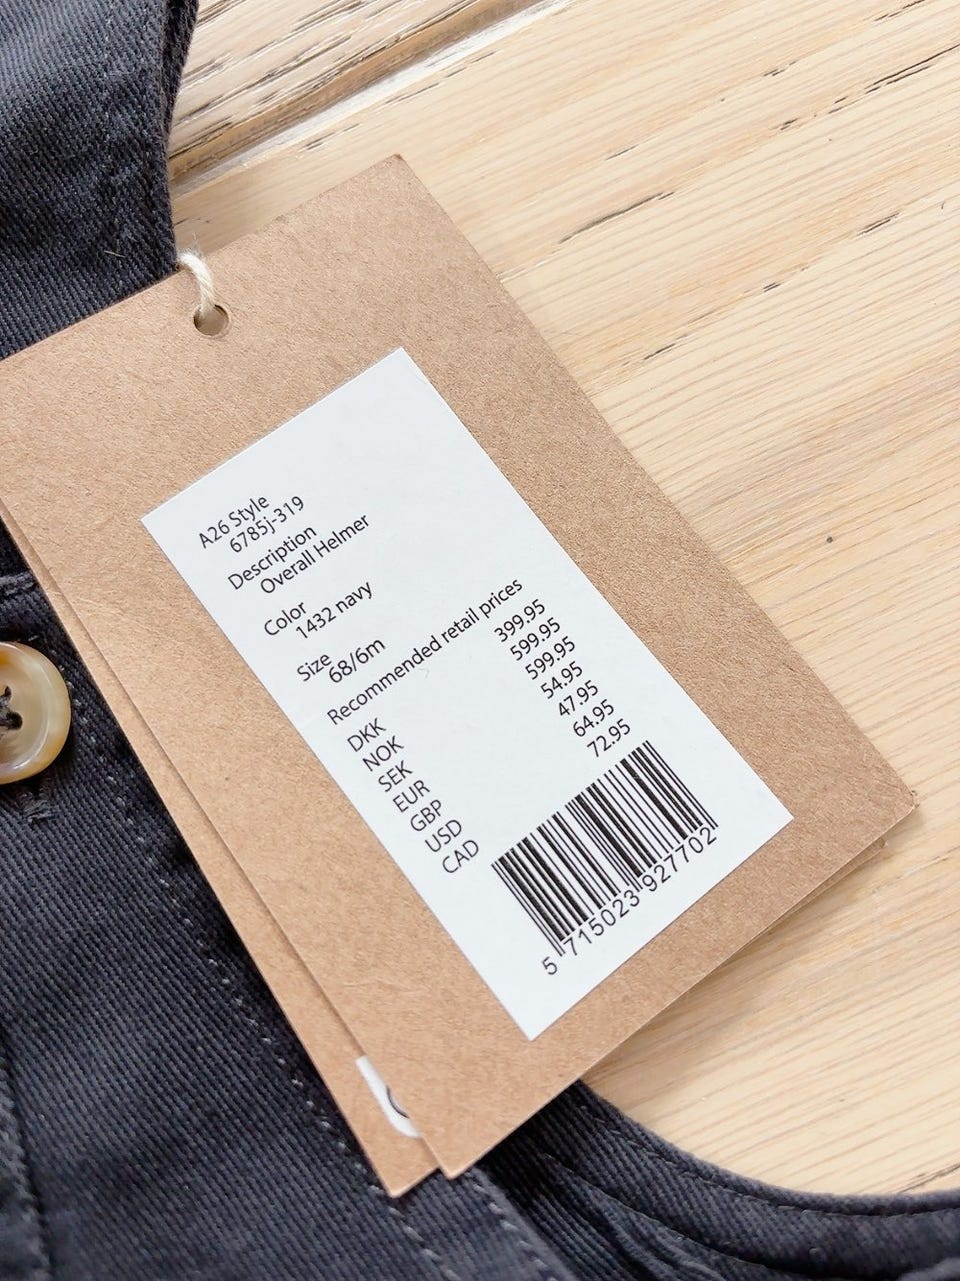 A26 Style
6785j-319
Description
Overall Helmer
Color
1432 navy
Size
68/6m
Recommended retail prices
DKK 399.95
NOK 599.95
SEK 599.95
EUR 54.95
GBP 47.95
USD 64.95
CAD 72.95
5 715023 927702